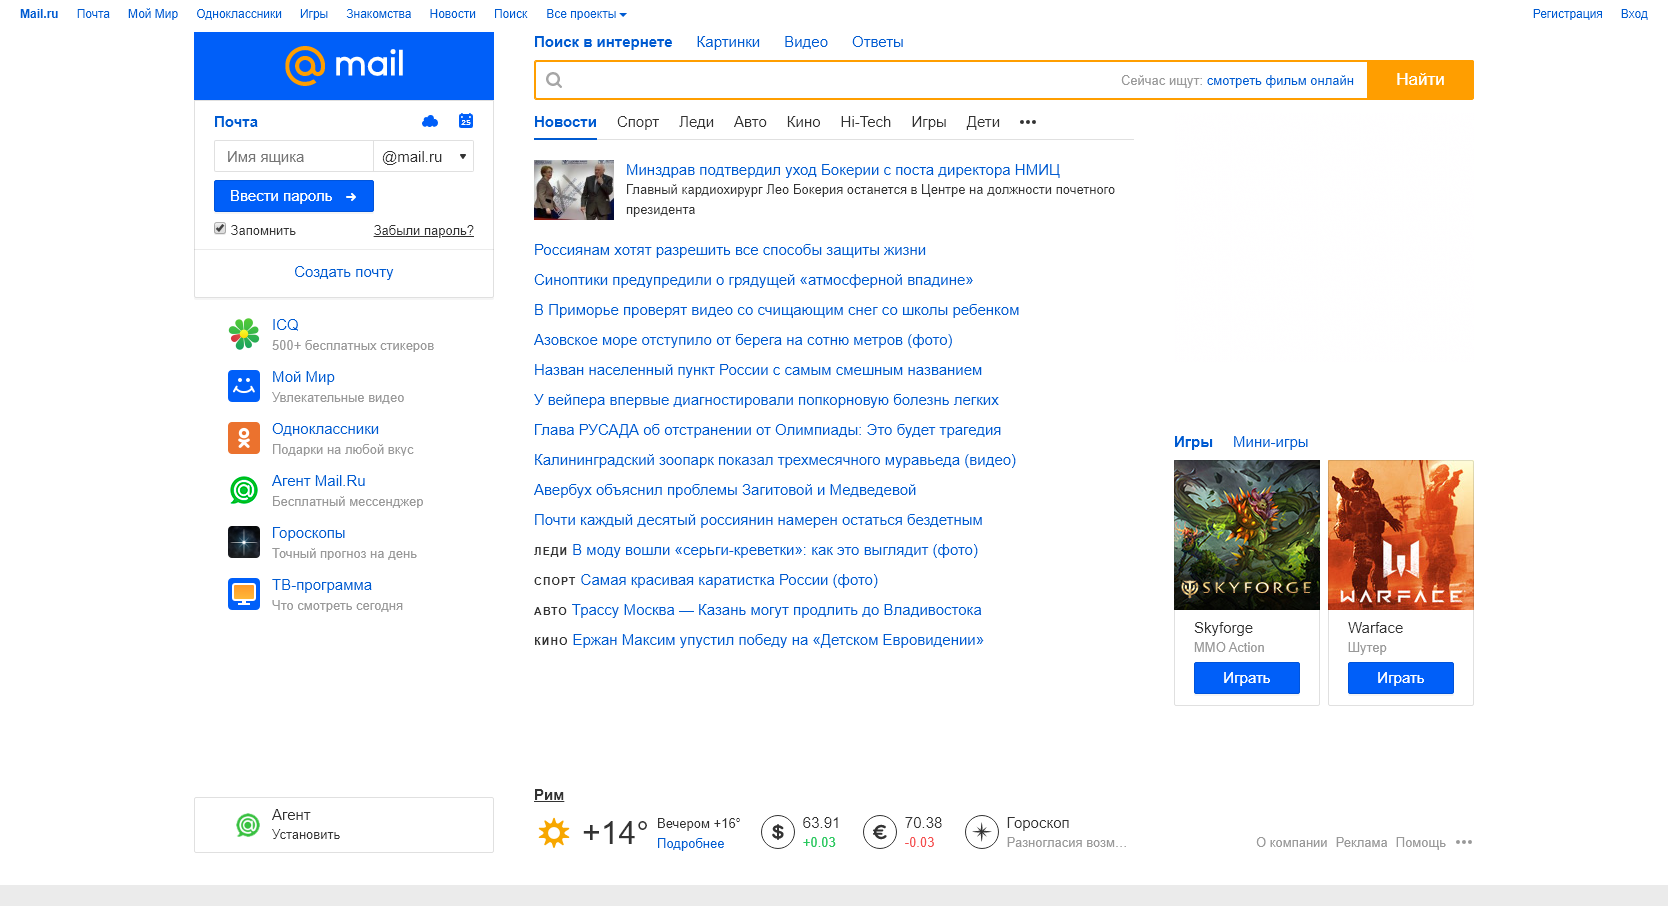 Mail.ru Почта Мой Мир Одноклассники Игры Знакомства Новости Поиск Все проекты Регистрация Вход
mail
Почта 25
Имя ящика @mail.ru
Ввести пароль
Запомнить Забыли пароль?
Создать почту
ICQ
500+ бесплатных стикеров
Мой Мир
Увлекательные видео
Одноклассники
Подарки на любой вкус
Агент Mail.Ru
Бесплатный мессенджер
Гороскопы
Точный прогноз на день
ТВ-программа
Что смотреть сегодня
Агент
Установить
Поиск в интернете Картинки Видео Ответы
Сейчас ищут: смотреть фильм онлайн Найти
Новости Спорт Леди Авто Кино Hi-Tech Игры Дети •••
Минздрав подтвердил уход Бокерии с поста директора НМИЦ
Главный кардиохирург Лео Бокерия останется в Центре на должности почетного
президента
Россиянам хотят разрешить все способы защиты жизни
Синоптики предупредили о грядущей «атмосферной впадине»
В Приморье проверят видео со счищающим снег со школы ребенком
Азовское море отступило от берега на сотню метров (фото)
Назван населенный пункт России с самым смешным названием
У вейпера впервые диагностировали попкорновую болезнь легких
Глава РУСАДА об отстранении от Олимпиады: Это будет трагедия
Калининградский зоопарк показал трехмесячного муравьеда (видео)
Авербух объяснил проблемы Загитовой и Медведевой
Почти каждый десятый россиянин намерен остаться бездетным
ЛЕДИ В моду вошли «серьги-креветки»: как это выглядит (фото)
СПОРТ Самая красивая каратистка России (фото)
АВТО Трассу Москва — Казань могут продлить до Владивостока
КИНО Ержан Максим упустил победу на «Детском Евровидении»
Игры Мини-игры
SKYFORGE
WARFACE
Skyforge
MMO Action
Играть
Warface
Шутер
Играть
Рим
+14° Вечером +16°
Подробнее
$ 63.91
+0.03
€ 70.38
-0.03
Гороскоп
Разногласия возм...
О компании Реклама Помощь •••